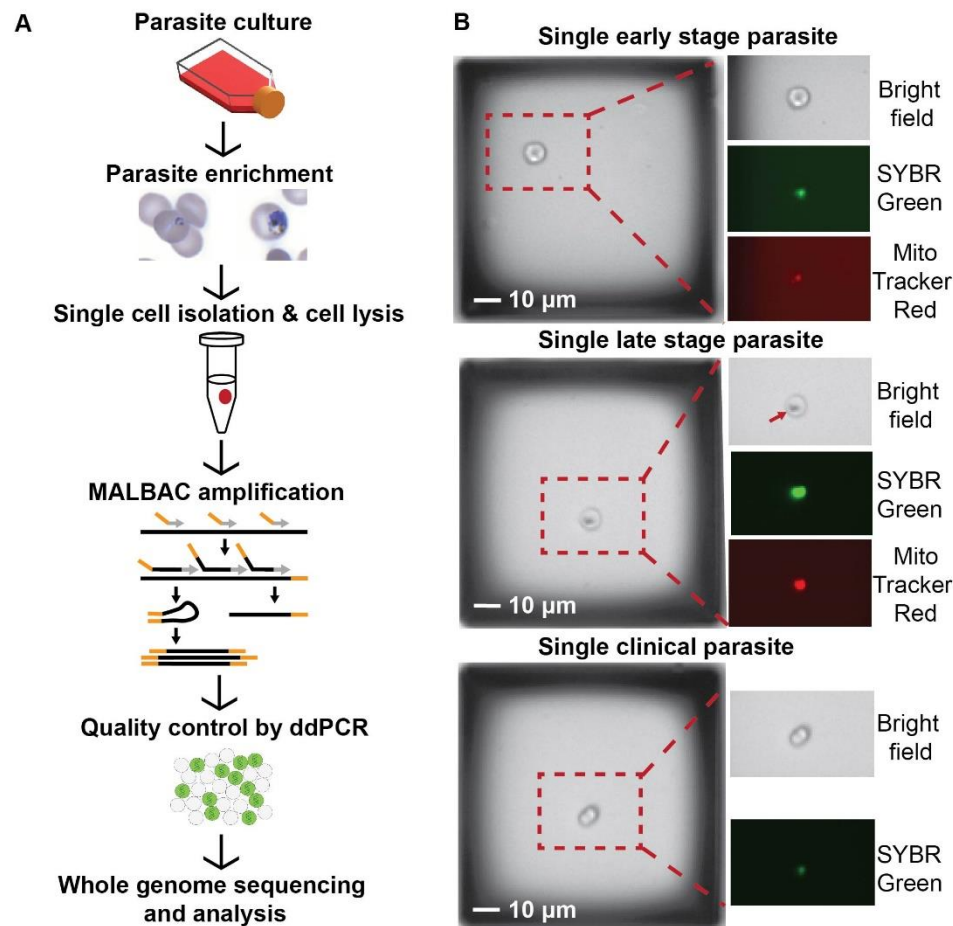 A
Parasite culture
Parasite enrichment
Single cell isolation & cell lysis
MALBAC amplification
Quality control by ddPCR
Whole genome sequencing
and analysis
B
Single early stage parasite
10 µm
Bright
field
SYBR
Green
Mito
Tracker
Red
Single late stage parasite
10 µm
Bright
field
SYBR
Green
Mito
Tracker
Red
Single clinical parasite
10 µm
Bright
field
SYBR
Green